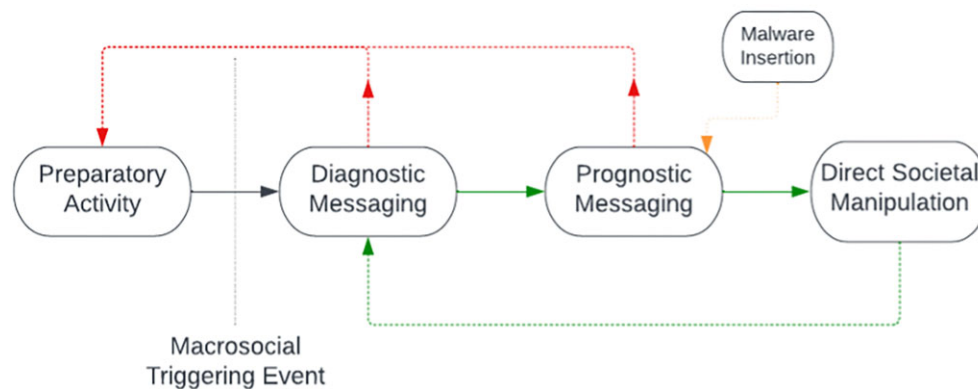 Malware
Insertion
Preparatory
Activity
Diagnostic
Messaging
Prognostic
Messaging
Direct Societal
Manipulation
Macrosocial
Triggering Event